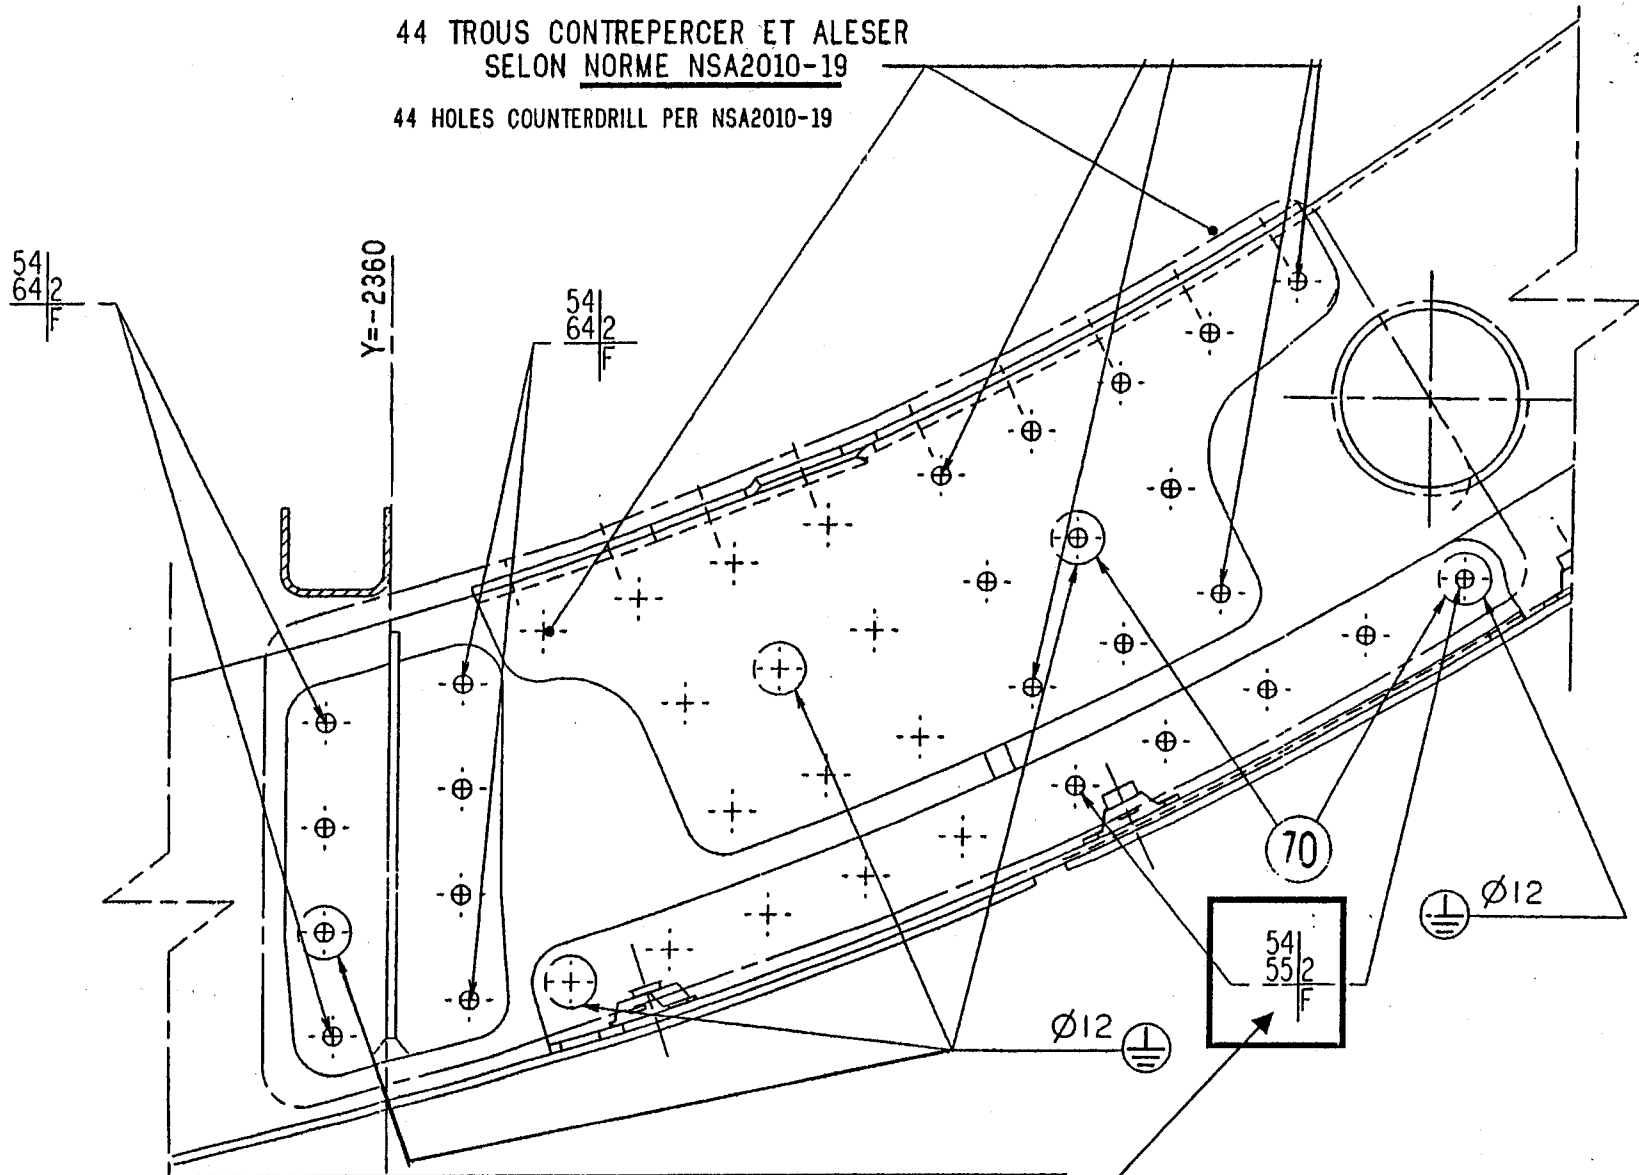 44 TROUS CONTREPERCER ET ALESER
SELON NORME NSA2010-19
44 HOLES COUNTERDRILL PER NSA2010-19
54
64 2
F
Y=-2360
54
64 2
F
70
Ø12
54
55 2
F
Ø12